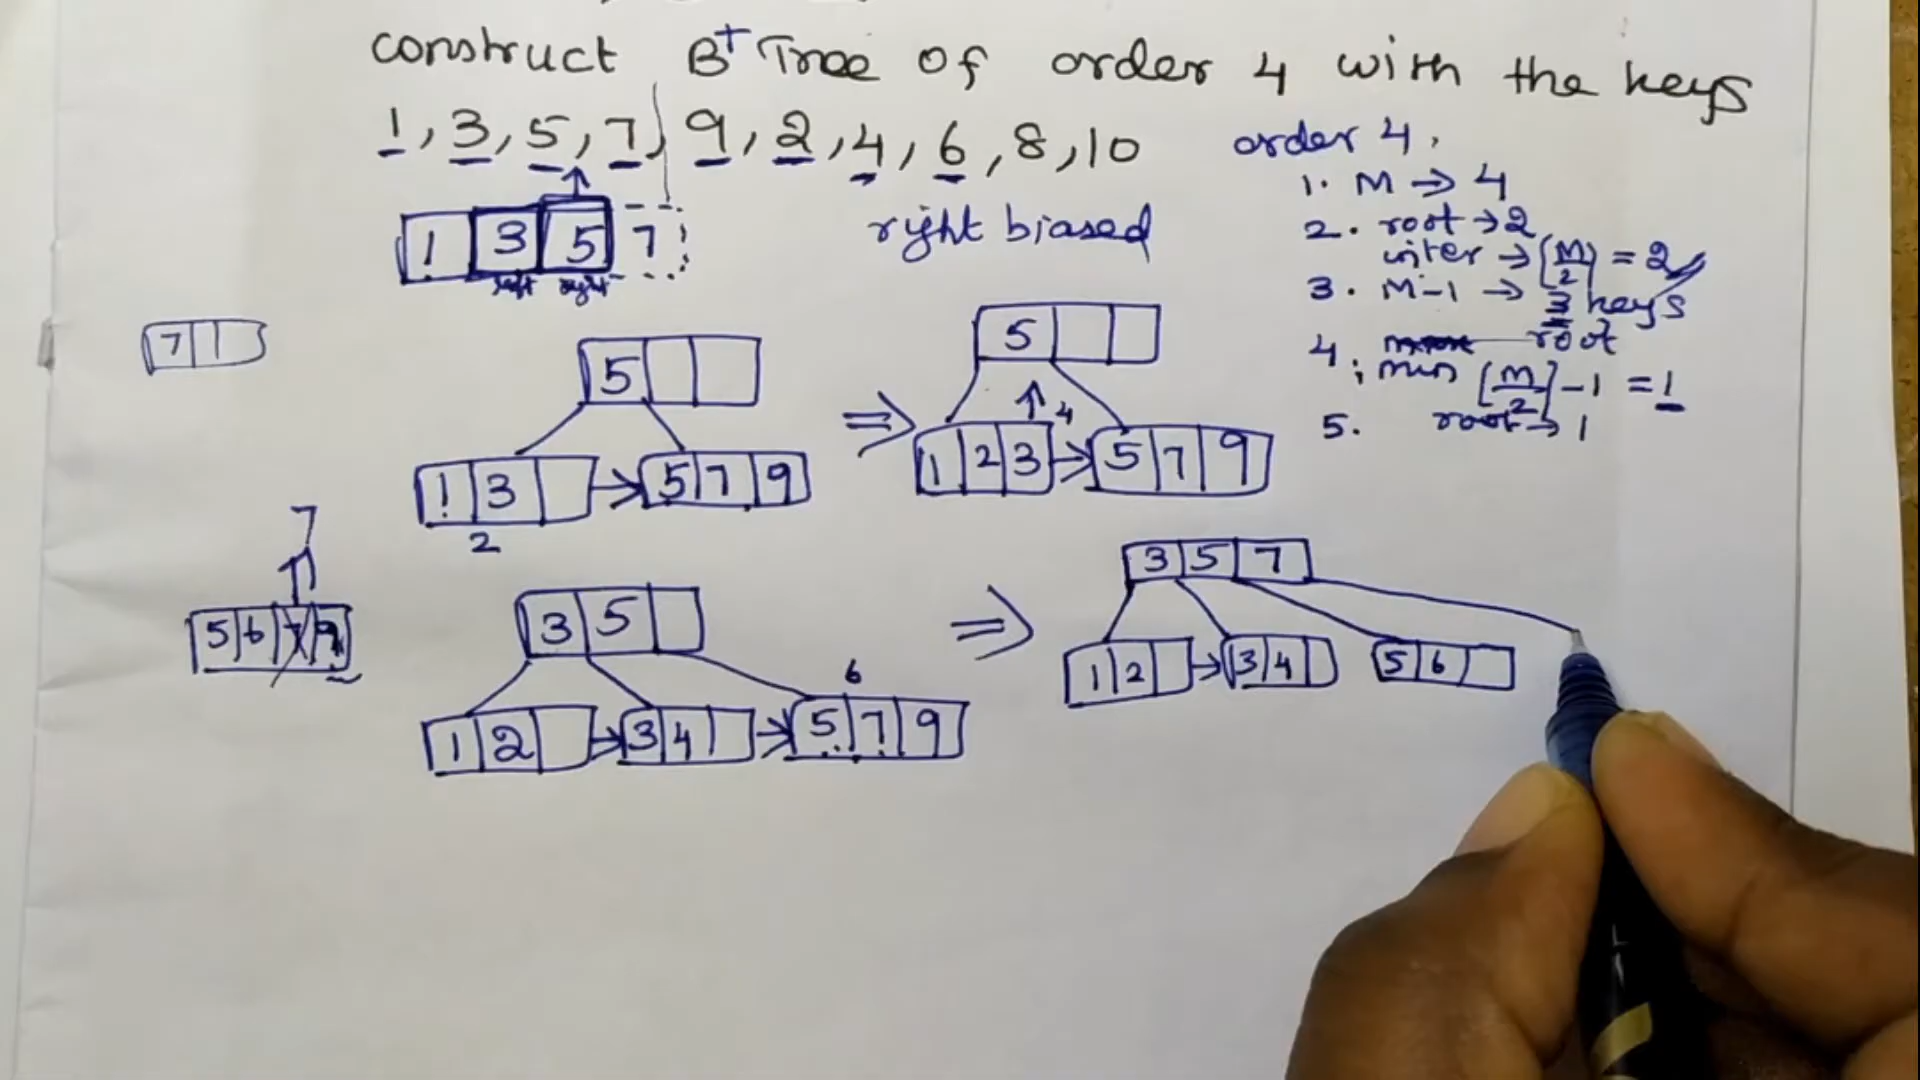 construct B+ Tree of order 4 with the keys
1, 3, 5, 7, 9, 2, 4, 6, 8, 10
order 4,
1. M → 4
2. root → 2
inter → [M/2] = 2
3. M-1 → 3 keys
4. root
min [M/2] - 1 = 1
5. root → 1
1 3 5 7
left right
right biased
7
5
1 3 → 5 7 9
2
⇒
5
↑ 4
1 2 3 → 5 7 9
7
5 6 7 9
3 5
6
1 2 → 3 4 → 5 7 9
⇒
3 5 7
1 2 → 3 4 5 6